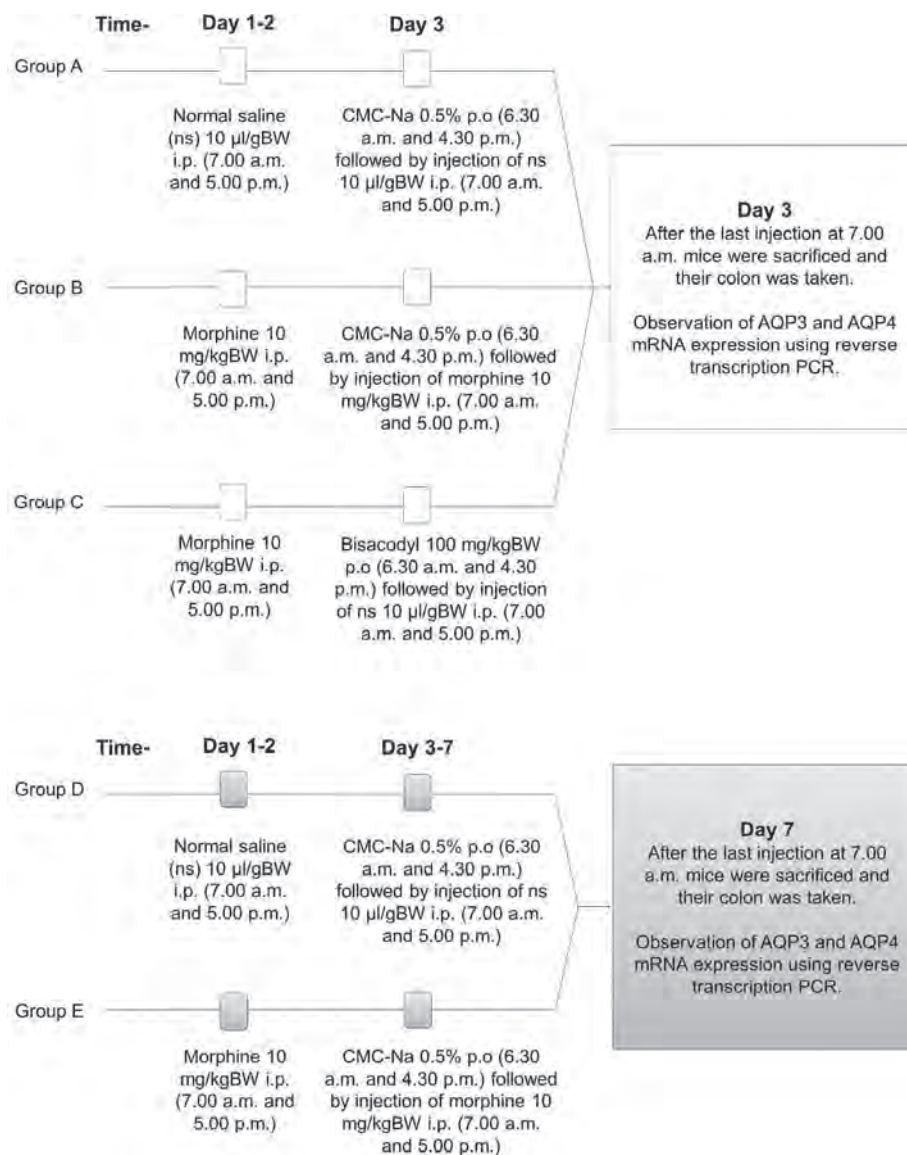 Time- Day 1-2 Day 3
Group A
Normal saline
(ns) 10 µl/gBW
i.p. (7.00 a.m.
and 5.00 p.m.)
CMC-Na 0.5% p.o (6.30
a.m. and 4.30 p.m.)
followed by injection of ns
10 µl/gBW i.p. (7.00 a.m.
and 5.00 p.m.)
Group B
Morphine 10
mg/kgBW i.p.
(7.00 a.m. and
5.00 p.m.)
CMC-Na 0.5% p.o (6.30
a.m. and 4.30 p.m.) followed
by injection of morphine 10
mg/kgBW i.p. (7.00 a.m.
and 5.00 p.m.)
Group C
Morphine 10
mg/kgBW i.p.
(7.00 a.m. and
5.00 p.m.)
Bisacodyl 100 mg/kgBW
p.o (6.30 a.m. and 4.30
p.m.) followed by injection
of ns 10 µl/gBW i.p. (7.00
a.m. and 5.00 p.m.)
Day 3
After the last injection at 7.00
a.m. mice were sacrificed and
their colon was taken.
Observation of AQP3 and AQP4
mRNA expression using reverse
transcription PCR.
Time- Day 1-2 Day 3-7
Group D
Normal saline
(ns) 10 µl/gBW
i.p. (7.00 a.m.
and 5.00 p.m.)
CMC-Na 0.5% p.o (6.30
a.m. and 4.30 p.m.)
followed by injection of ns
10 µl/gBW i.p. (7.00 a.m.
and 5.00 p.m.)
Group E
Morphine 10
mg/kgBW i.p.
(7.00 a.m. and
5.00 p.m.)
CMC-Na 0.5% p.o (6.30
a.m. and 4.30 p.m.) followed
by injection of morphine 10
mg/kgBW i.p. (7.00 a.m.
and 5.00 p.m.)
Day 7
After the last injection at 7.00
a.m. mice were sacrificed and
their colon was taken.
Observation of AQP3 and AQP4
mRNA expression using reverse
transcription PCR.